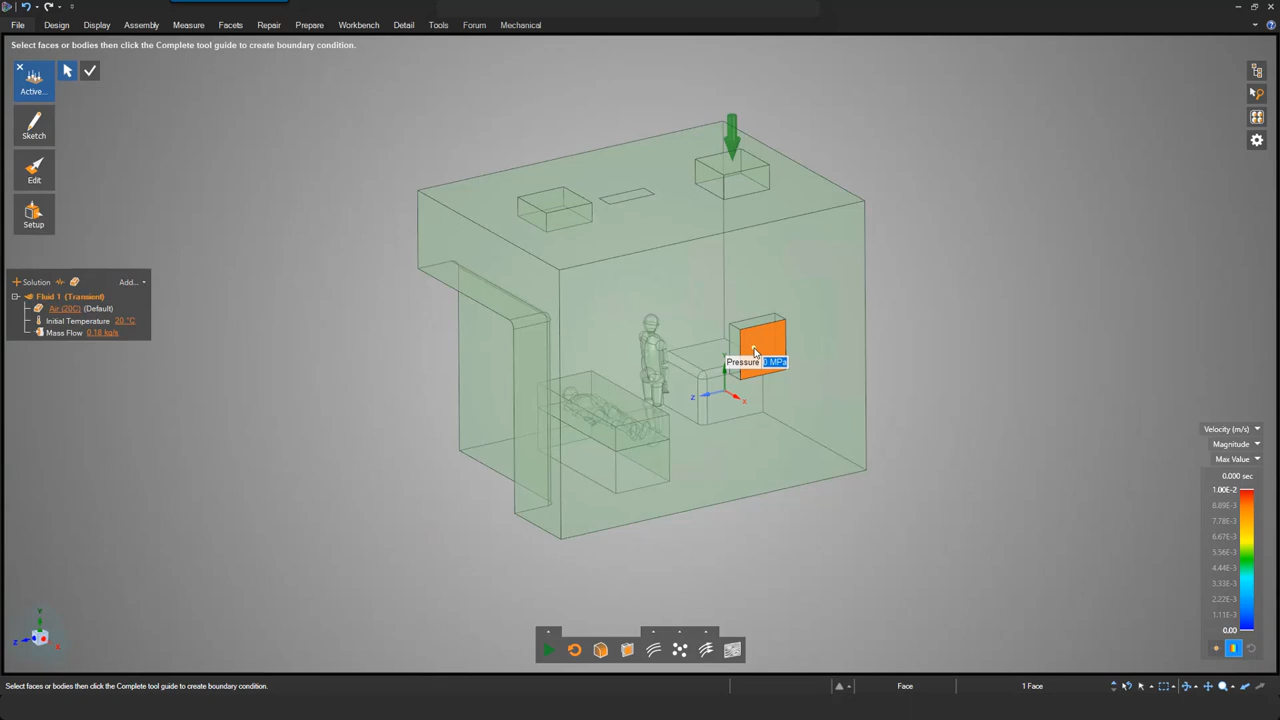 File Design Display Assembly Measure Facets Repair Prepare Workbench Detail Tools Forum Mechanical
Select faces or bodies then click the Complete tool guide to create boundary condition.
Active...
Sketch
Edit
Setup
Solution Add...
Fluid 1 (Transient)
Air (20C) (Default)
Initial Temperature 20 °C
Mass Flow 0.18 kg/s
Pressure 0 MPa
Y
Z
X
Velocity (m/s)
Magnitude
Max Value
0.000 sec
1.00E-2
8.89E-3
7.78E-3
6.67E-3
5.56E-3
4.44E-3
3.33E-3
2.22E-3
1.11E-3
0.00
Y
Z
X
Select faces or bodies then click the Complete tool guide to create boundary condition. Face 1 Face